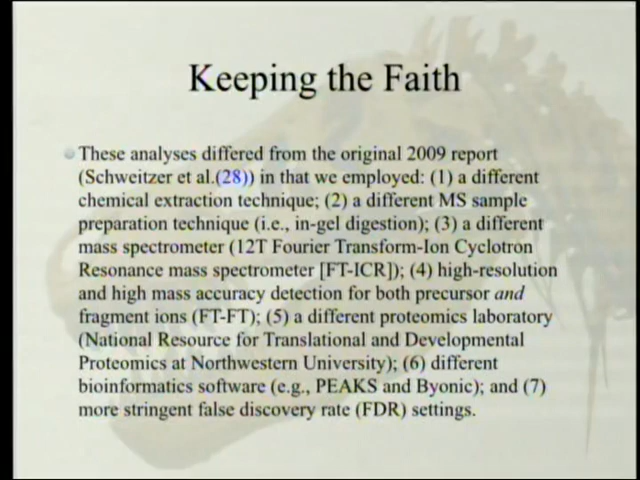 Keeping the Faith
These analyses differed from the original 2009 report
(Schweitzer et al.(28)) in that we employed: (1) a different
chemical extraction technique; (2) a different MS sample
preparation technique (i.e., in-gel digestion); (3) a different
mass spectrometer (12T Fourier Transform-Ion Cyclotron
Resonance mass spectrometer [FT-ICR]); (4) high-resolution
and high mass accuracy detection for both precursor and
fragment ions (FT-FT); (5) a different proteomics laboratory
(National Resource for Translational and Developmental
Proteomics at Northwestern University); (6) different
bioinformatics software (e.g., PEAKS and Byonic); and (7)
more stringent false discovery rate (FDR) settings.